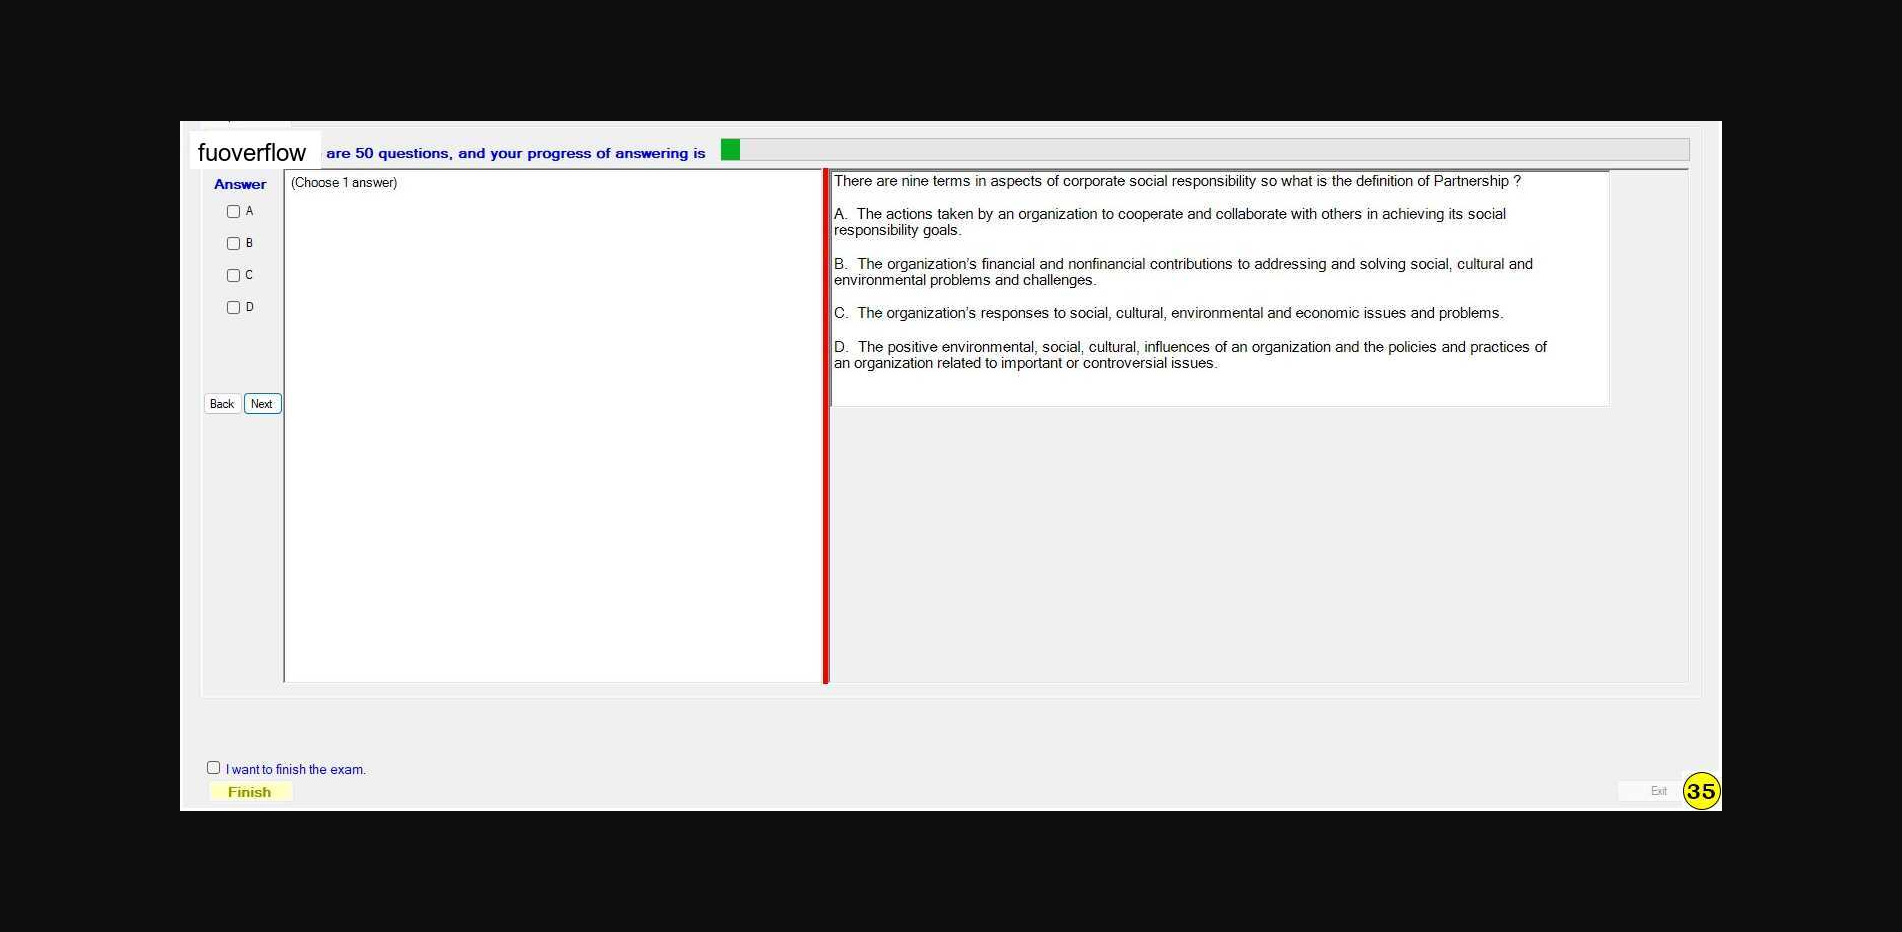 fuoverflow are 50 questions, and your progress of answering is
Answer
A
B
C
D
Back Next
(Choose 1 answer)
There are nine terms in aspects of corporate social responsibility so what is the definition of Partnership ?
A. The actions taken by an organization to cooperate and collaborate with others in achieving its social
responsibility goals.
B. The organization's financial and nonfinancial contributions to addressing and solving social, cultural and
environmental problems and challenges.
C. The organization's responses to social, cultural, environmental and economic issues and problems.
D. The positive environmental, social, cultural, influences of an organization and the policies and practices of
an organization related to important or controversial issues.
I want to finish the exam.
Finish
Exit
35